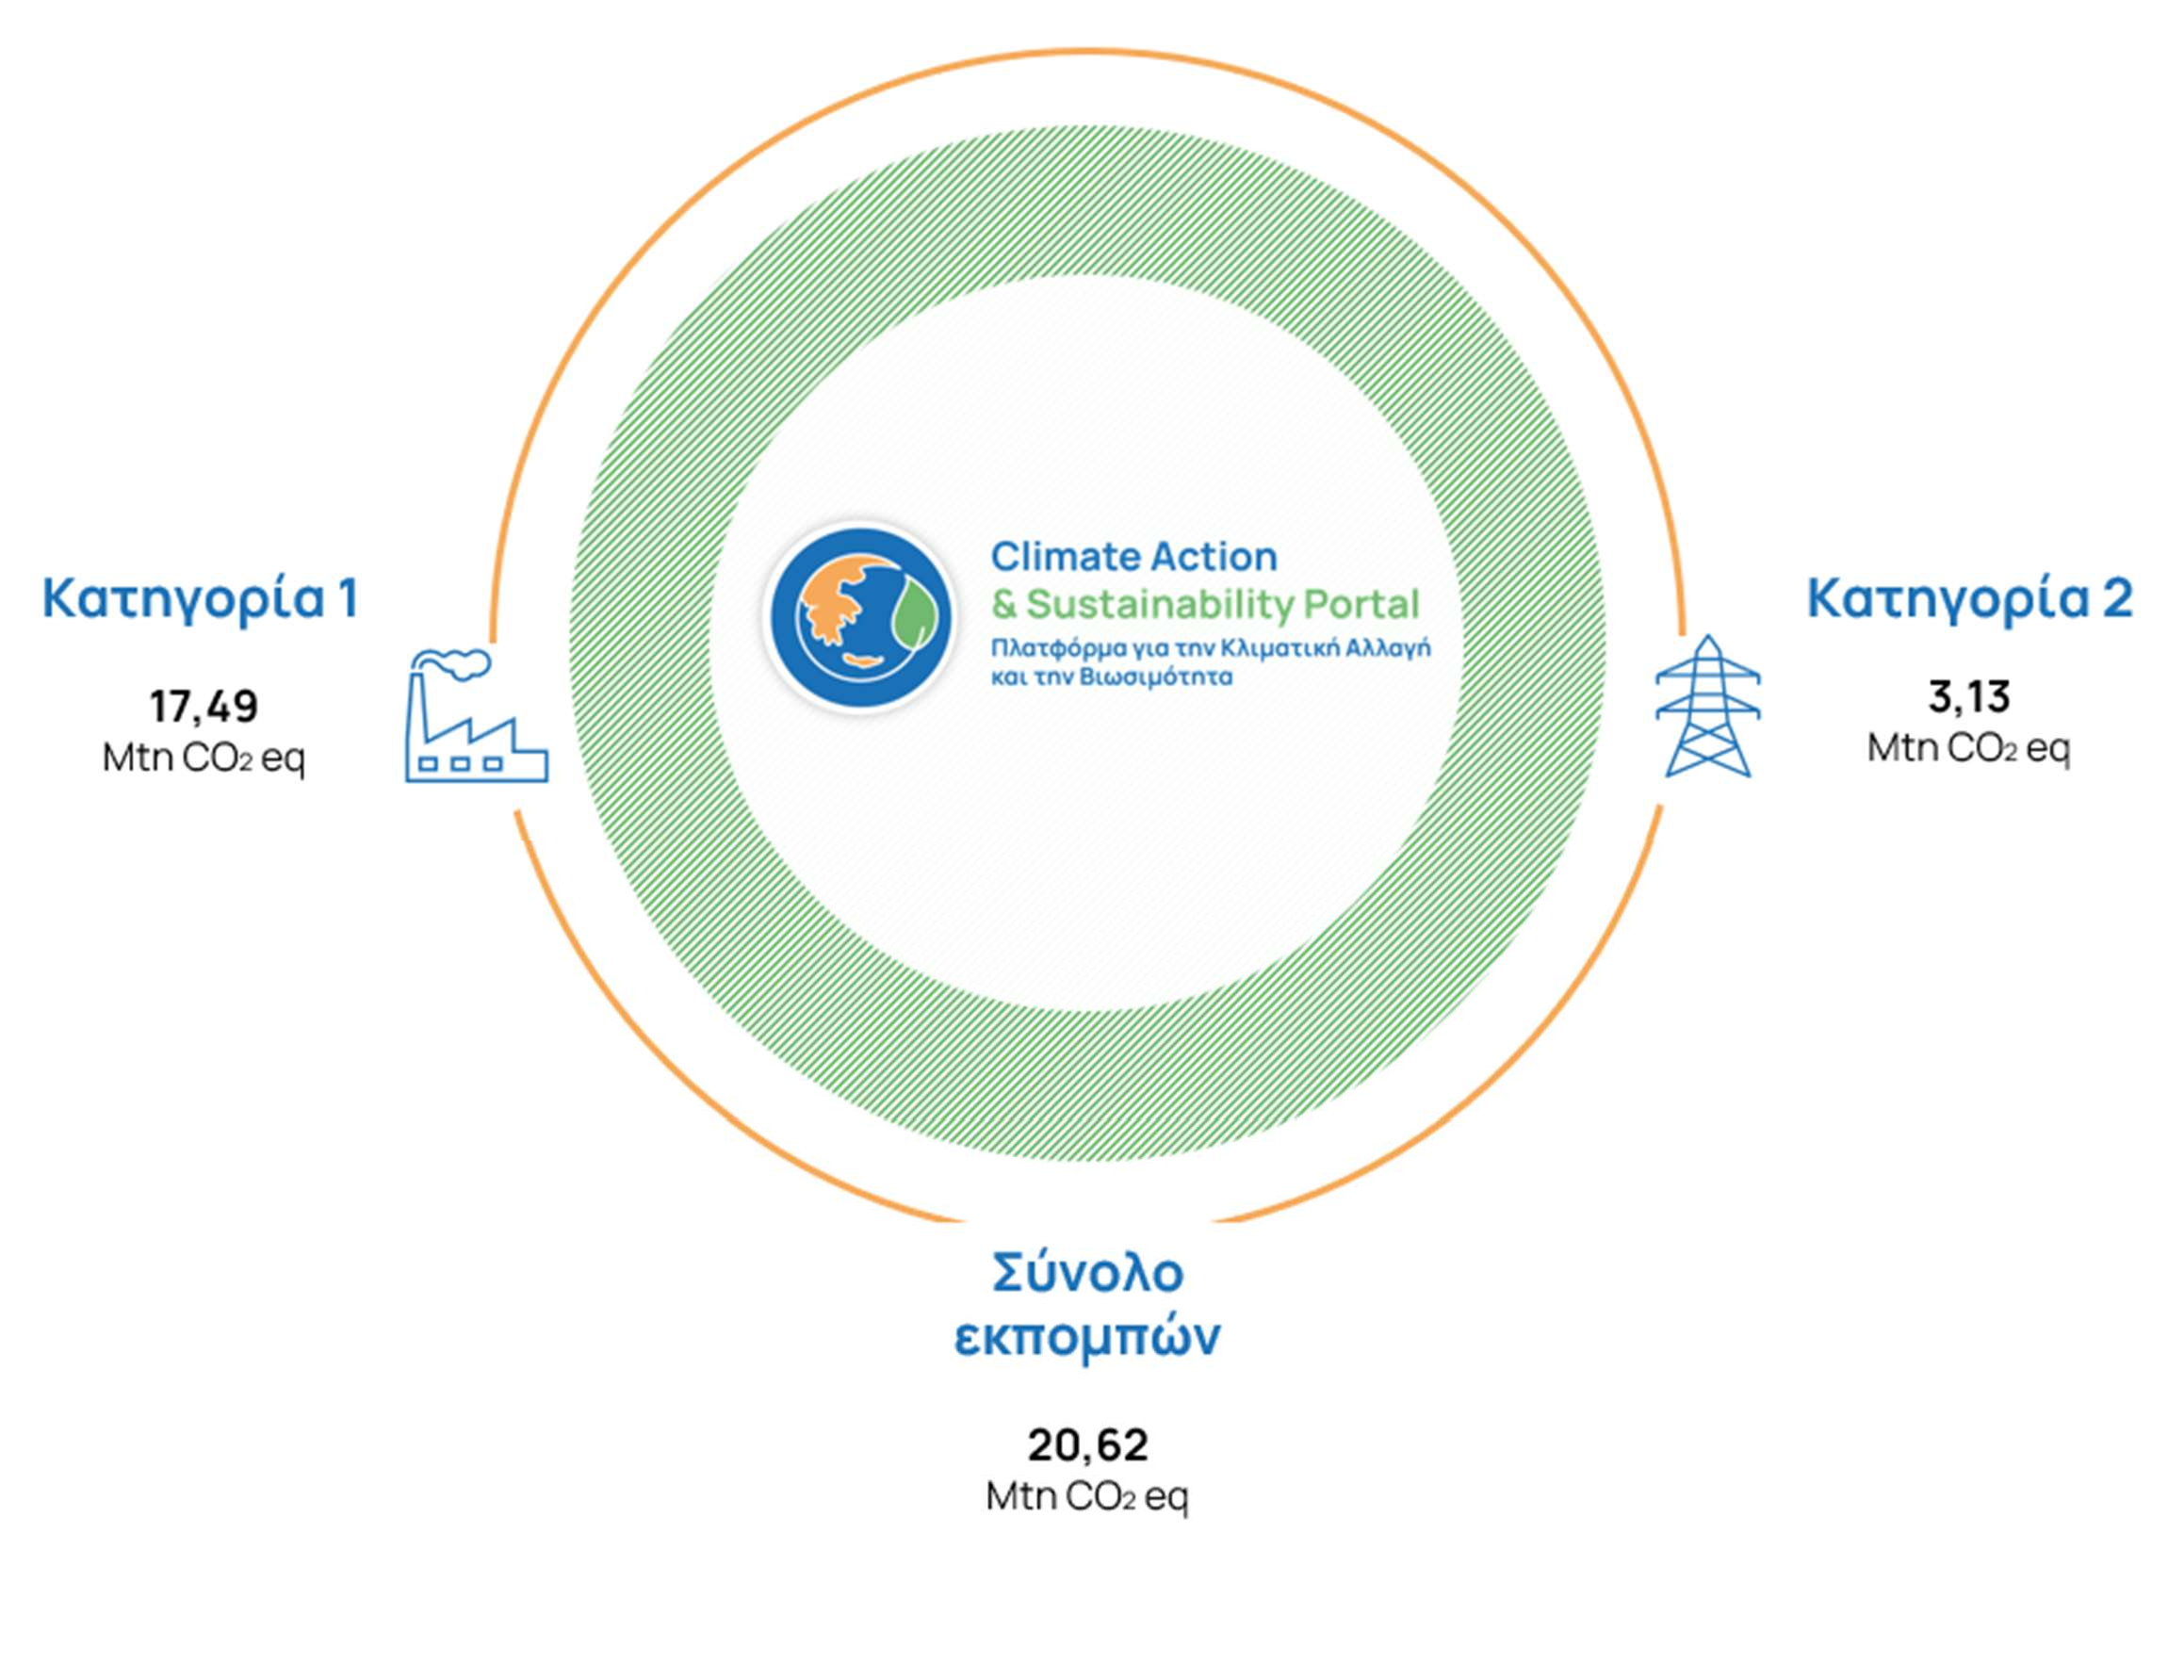 Climate Action
& Sustainability Portal
Πλατφόρμα για την Κλιματική Αλλαγή
και την Βιωσιμότητα
Κατηγορία 1
17,49
Mtn CO₂ eq
Κατηγορία 2
3,13
Mtn CO₂ eq
Σύνολο
εκπομπών
20,62
Mtn CO₂ eq